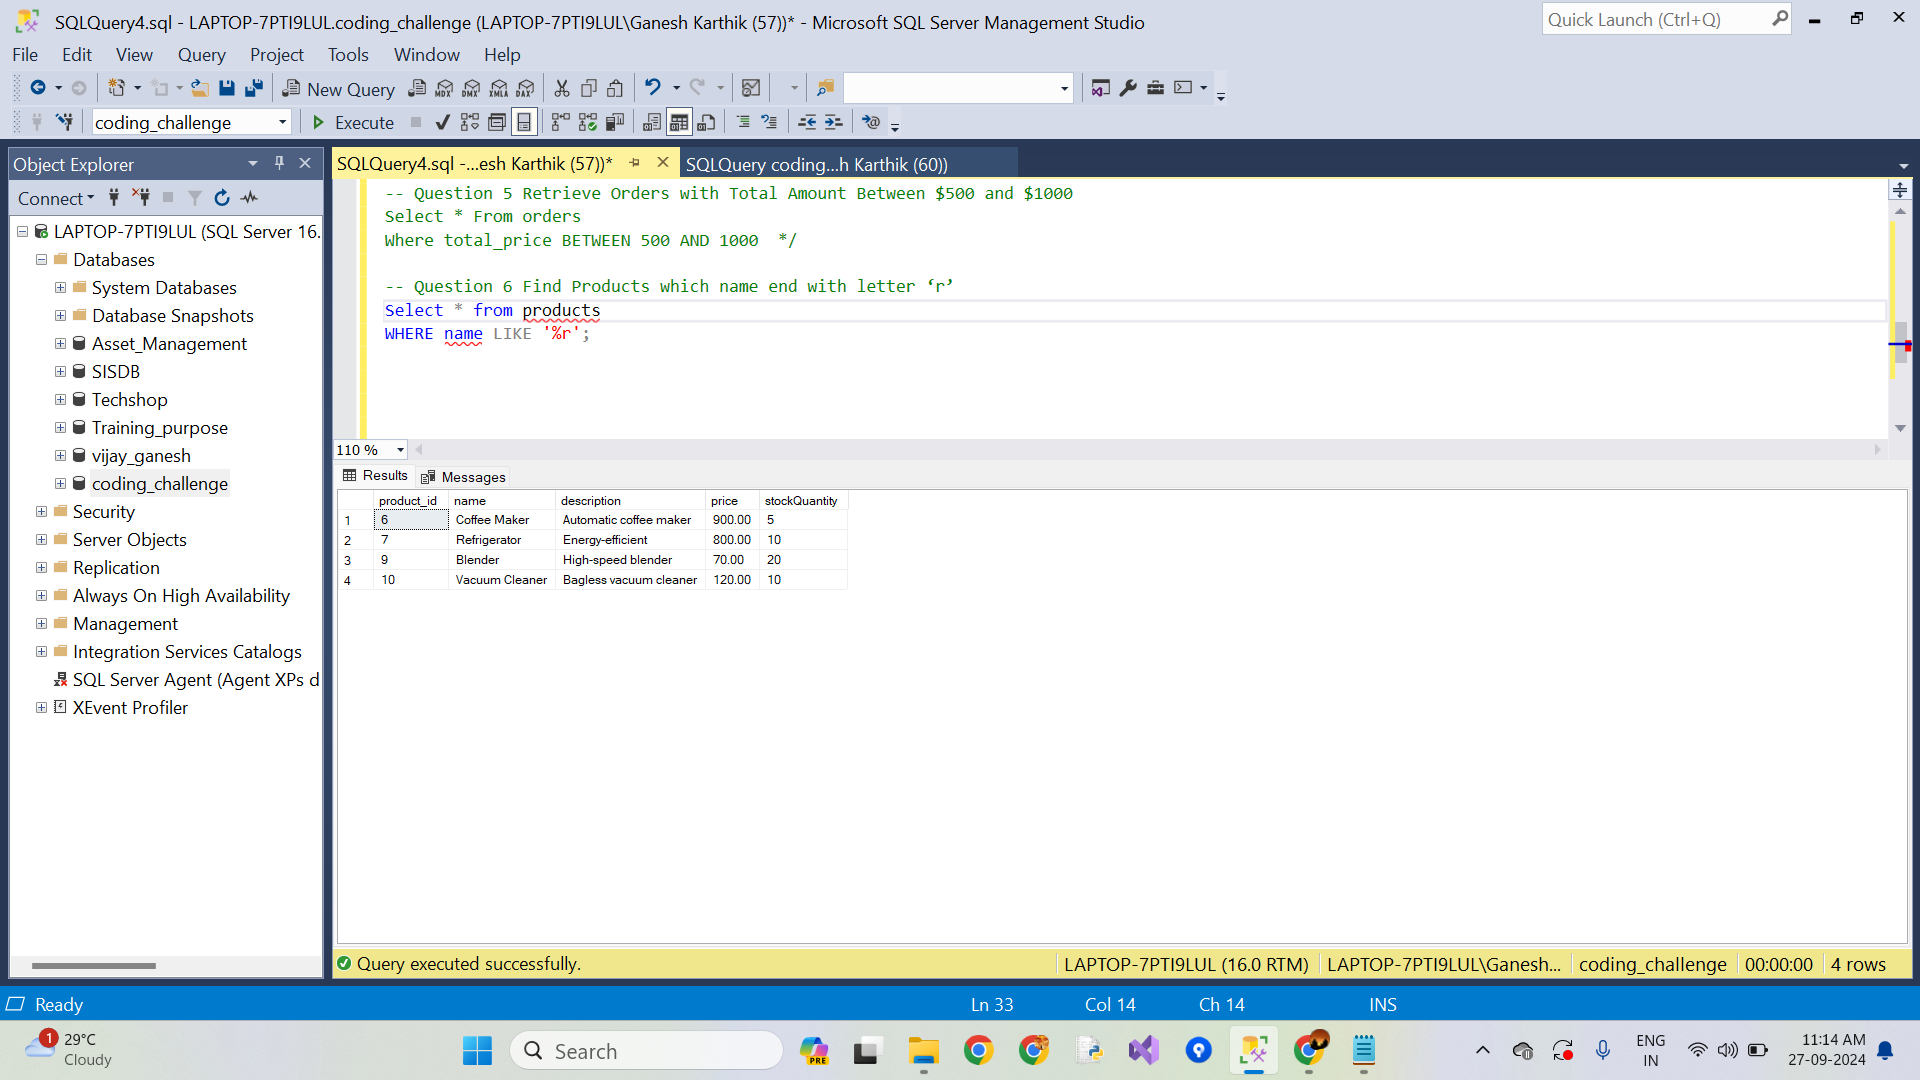 SQLQuery4.sql - LAPTOP-7PTI9LUL.coding_challenge (LAPTOP-7PTI9LUL\Ganesh Karthik (57))* - Microsoft SQL Server Management Studio
Quick Launch (Ctrl+Q)
File Edit View Query Project Tools Window Help
New Query MDX DMX XMLA DAX
coding_challenge Execute
Object Explorer
Connect
LAPTOP-7PTI9LUL (SQL Server 16.
Databases
System Databases
Database Snapshots
Asset_Management
SISDB
Techshop
Training_purpose
vijay_ganesh
coding_challenge
Security
Server Objects
Replication
Always On High Availability
Management
Integration Services Catalogs
SQL Server Agent (Agent XPs d
XEvent Profiler
SQLQuery4.sql -...esh Karthik (57))* SQLQuery coding...h Karthik (60))
-- Question 5 Retrieve Orders with Total Amount Between $500 and $1000
Select * From orders
Where total_price BETWEEN 500 AND 1000  */
-- Question 6 Find Products which name end with letter ‘r’
Select * from products
WHERE name LIKE '%r';
110 %
Results Messages
product_id name description price stockQuantity
1 6 Coffee Maker Automatic coffee maker 900.00 5
2 7 Refrigerator Energy-efficient 800.00 10
3 9 Blender High-speed blender 70.00 20
4 10 Vacuum Cleaner Bagless vacuum cleaner 120.00 10
Query executed successfully. LAPTOP-7PTI9LUL (16.0 RTM) LAPTOP-7PTI9LUL\Ganesh... coding_challenge 00:00:00 4 rows
Ready Ln 33 Col 14 Ch 14 INS
1 29°C
Cloudy
Search
PRE
ENG
IN
11:14 AM
27-09-2024